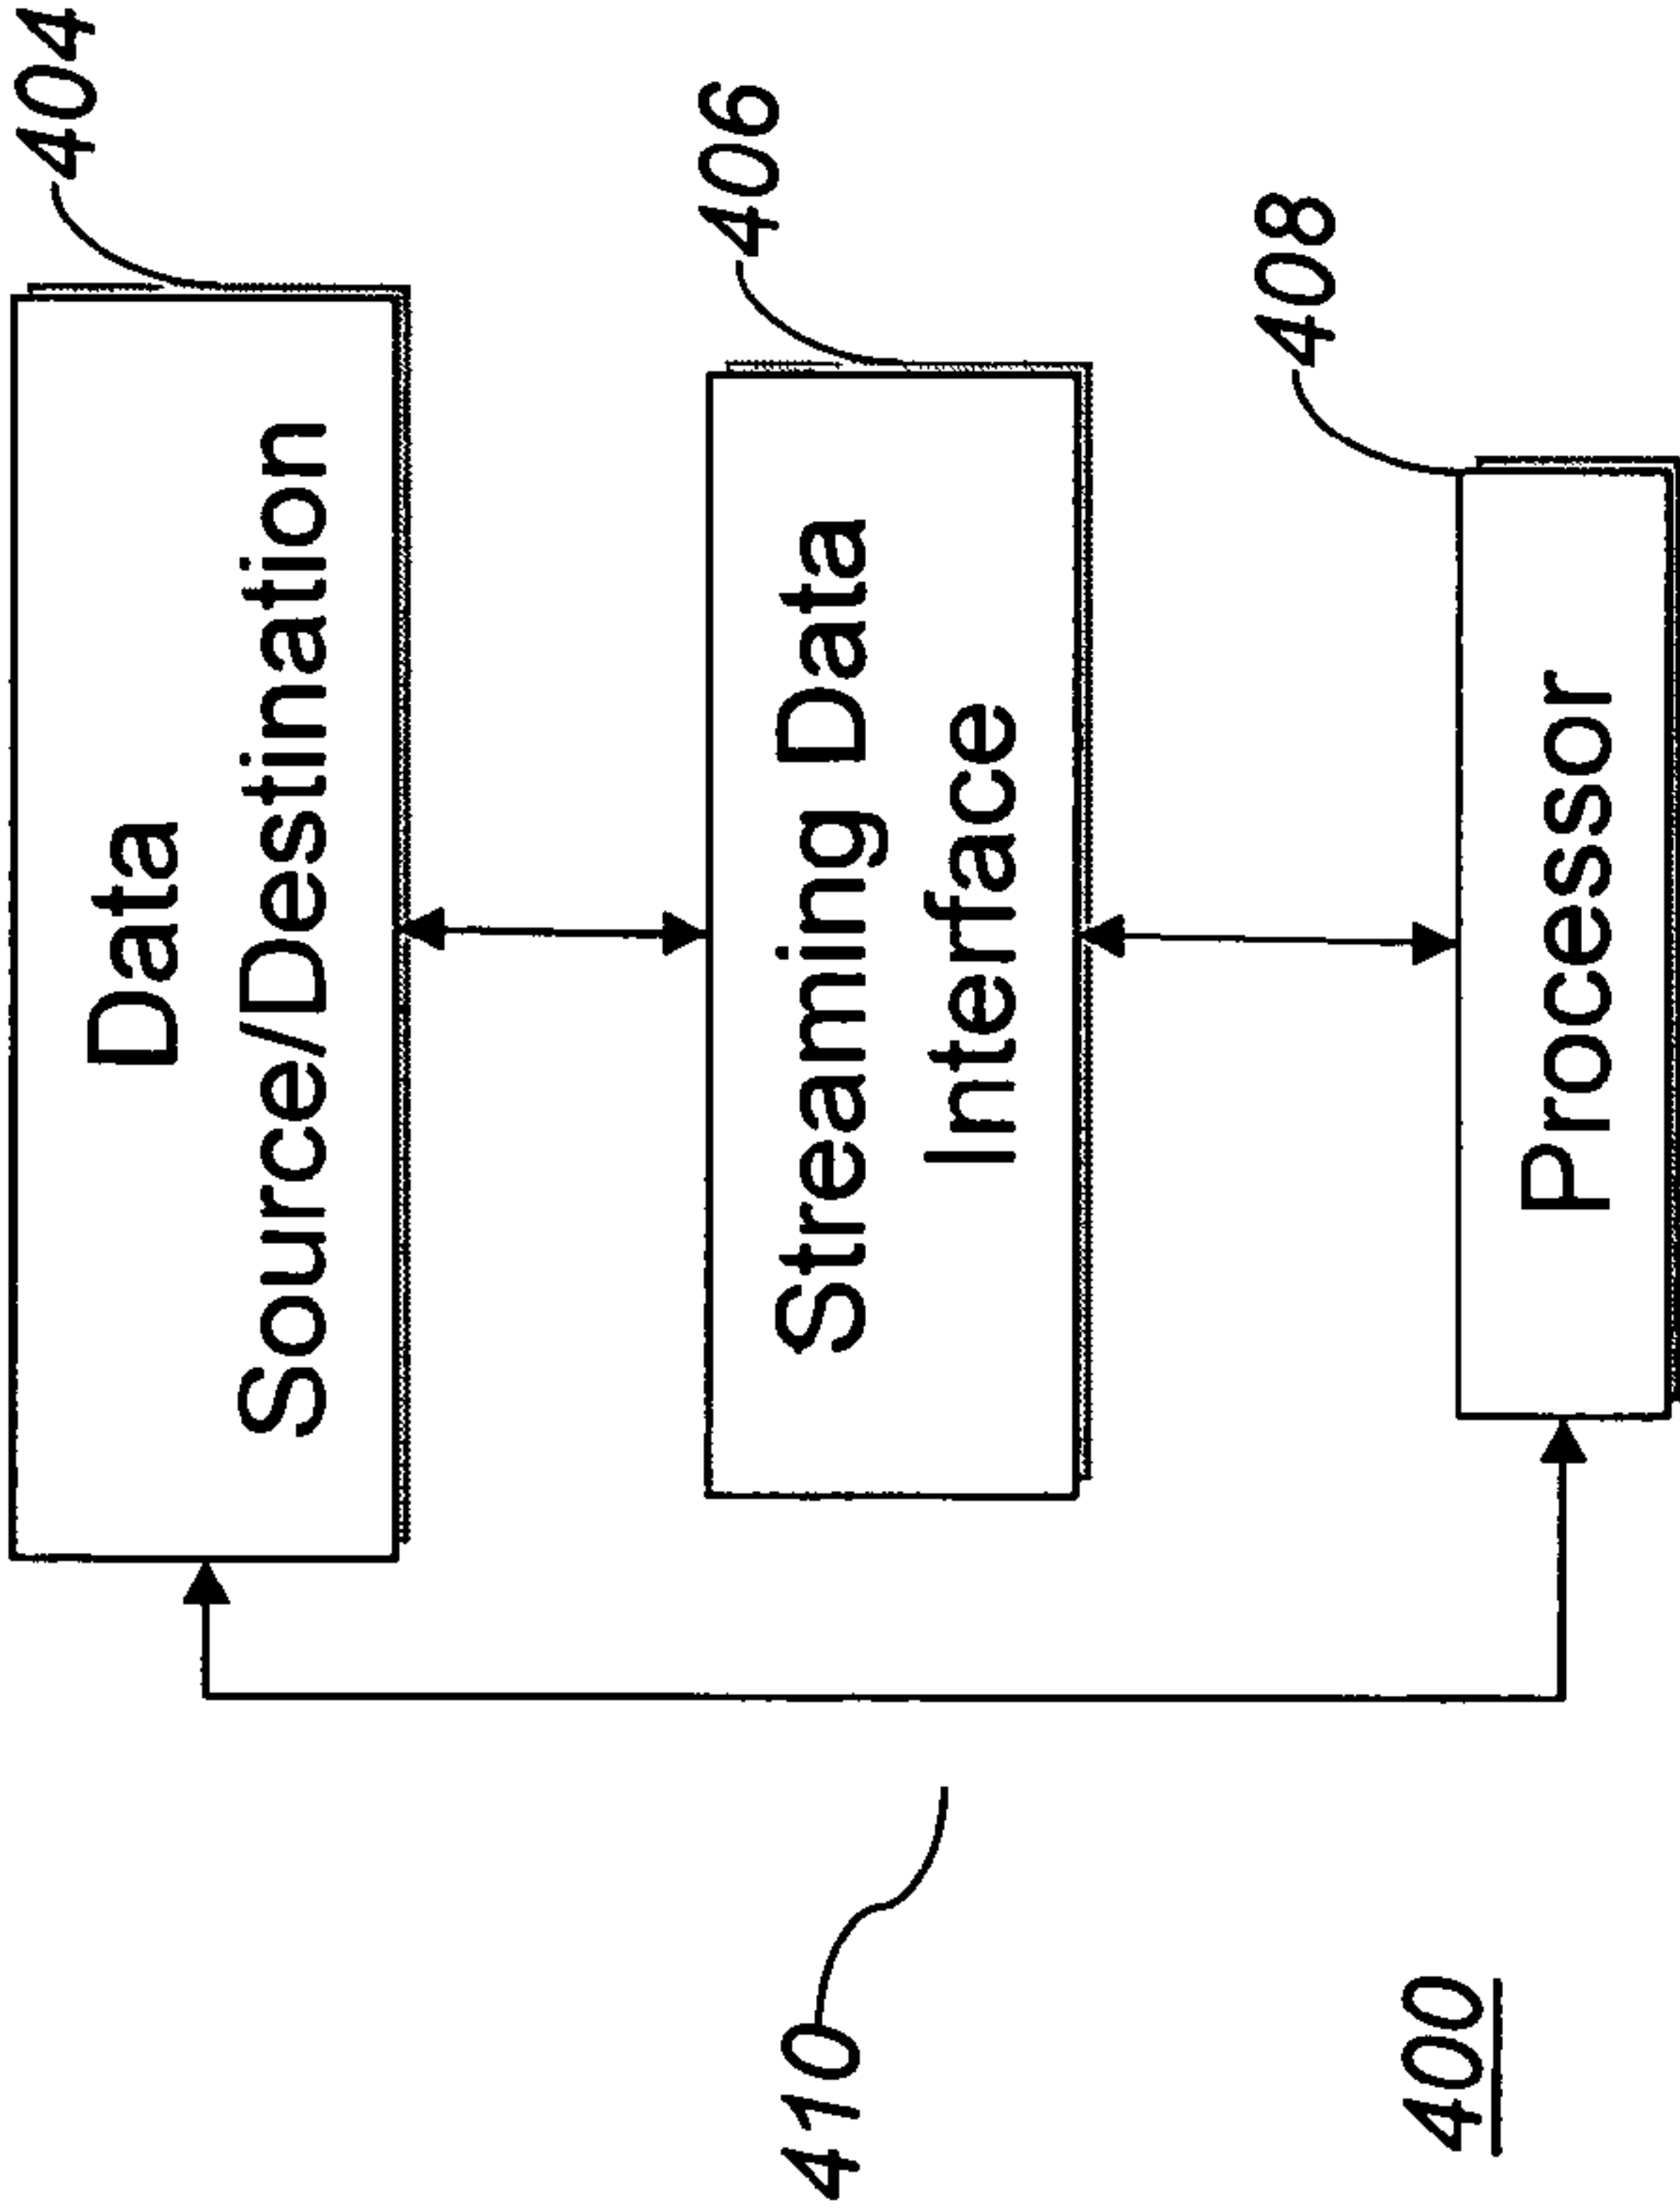 404
Data
Source/Destination
406
Streaming Data
Interface
408
Processor
410
400